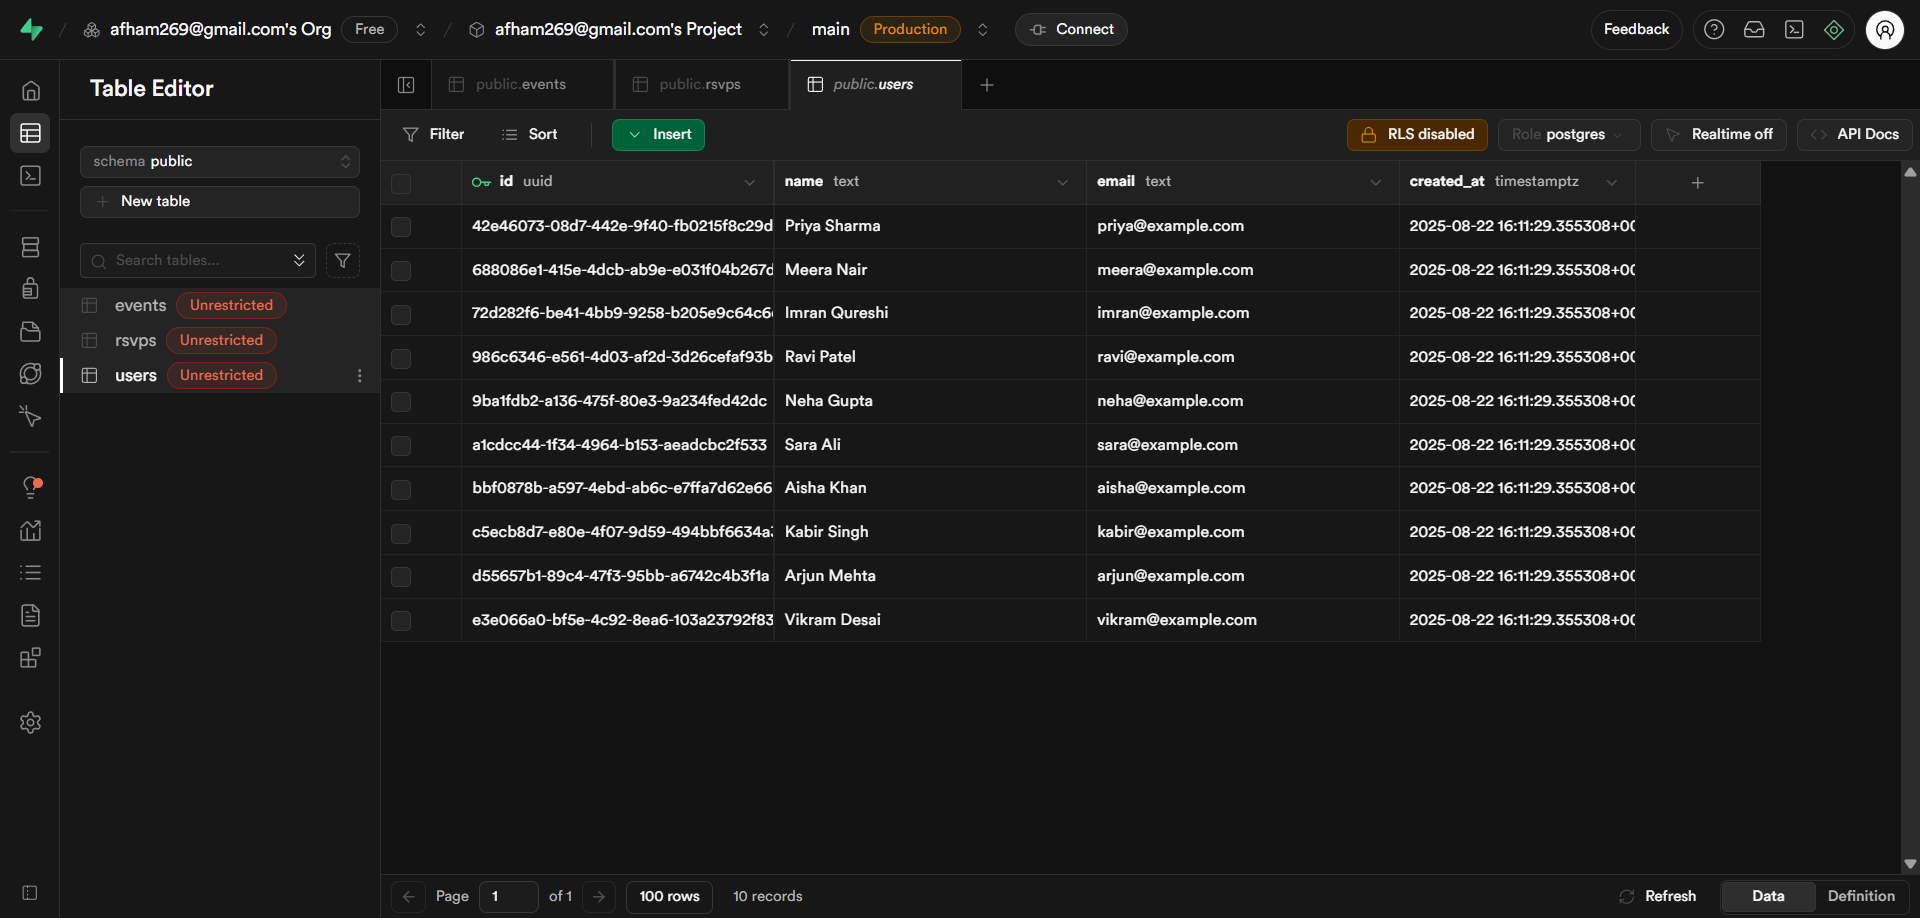 afham269@gmail.com's Org Free afham269@gmail.com's Project main Production Connect Feedback
Table Editor
schema public
New table
Search tables...
events Unrestricted
rsvps Unrestricted
users Unrestricted
public.events public.rsvps public.users
Filter Sort Insert RLS disabled Role postgres Realtime off API Docs
id uuid name text email text created_at timestamptz
42e46073-08d7-442e-9f40-fb0215f8c29d Priya Sharma priya@example.com 2025-08-22 16:11:29.355308+00
688086e1-415e-4dcb-ab9e-e031f04b267d Meera Nair meera@example.com 2025-08-22 16:11:29.355308+00
72d282f6-be41-4bb9-9258-b205e9c64c6 Imran Qureshi imran@example.com 2025-08-22 16:11:29.355308+00
986c6346-e561-4d03-af2d-3d26cefaf93b Ravi Patel ravi@example.com 2025-08-22 16:11:29.355308+00
9ba1fdb2-a136-475f-80e3-9a234fed42dc Neha Gupta neha@example.com 2025-08-22 16:11:29.355308+00
a1cdcc44-1f34-4964-b153-aeadcbc2f533 Sara Ali sara@example.com 2025-08-22 16:11:29.355308+00
bbf0878b-a597-4ebd-ab6c-e7ffa7d62e66 Aisha Khan aisha@example.com 2025-08-22 16:11:29.355308+00
c5ecb8d7-e80e-4f07-9d59-494bbf6634a Kabir Singh kabir@example.com 2025-08-22 16:11:29.355308+00
d55657b1-89c4-47f3-95bb-a6742c4b3f1a Arjun Mehta arjun@example.com 2025-08-22 16:11:29.355308+00
e3e066a0-bf5e-4c92-8ea6-103a23792f83 Vikram Desai vikram@example.com 2025-08-22 16:11:29.355308+00
Page 1 of 1 100 rows 10 records Refresh Data Definition